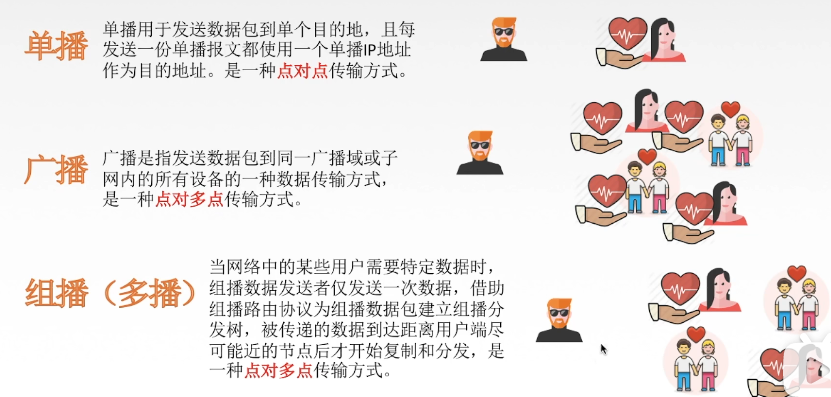 单播
单播用于发送数据包到单个目的地，且每
发送一份单播报文都使用一个单播IP地址
作为目的地址。是一种点对点传输方式。
广播
广播是指发送数据包到同一广播域或子
网内的所有设备的一种数据传输方式，
是一种点对多点传输方式。
组播（多播）
当网络中的某些用户需要特定数据时，
组播数据发送者仅发送一次数据，借助
组播路由协议为组播数据包建立组播分
发树，被传递的数据到达距离用户端尽
可能近的节点后才开始复制和分发，是
一种点对多点传输方式。